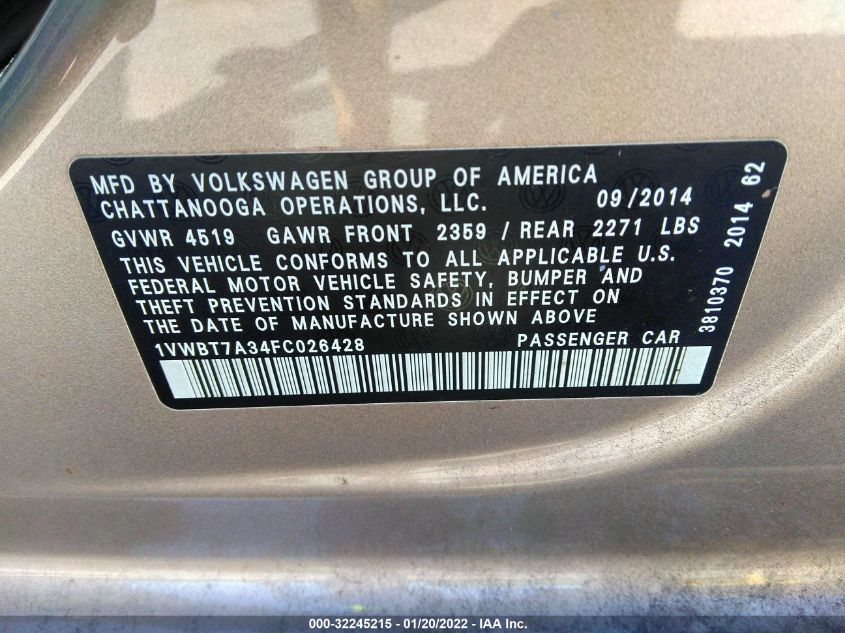 MFD BY VOLKSWAGEN GROUP OF AMERICA
CHATTANOOGA OPERATIONS, LLC. 09/2014
GVWR 4519 GAWR FRONT 2359 / REAR 2271 LBS
THIS VEHICLE CONFORMS TO ALL APPLICABLE U.S.
FEDERAL MOTOR VEHICLE SAFETY, BUMPER AND
THEFT PREVENTION STANDARDS IN EFFECT ON
THE DATE OF MANUFACTURE SHOWN ABOVE
1VWBT7A34FC026428 PASSENGER CAR
3810370 2014 62
000-32245215 - 01/20/2022 - IAA Inc.